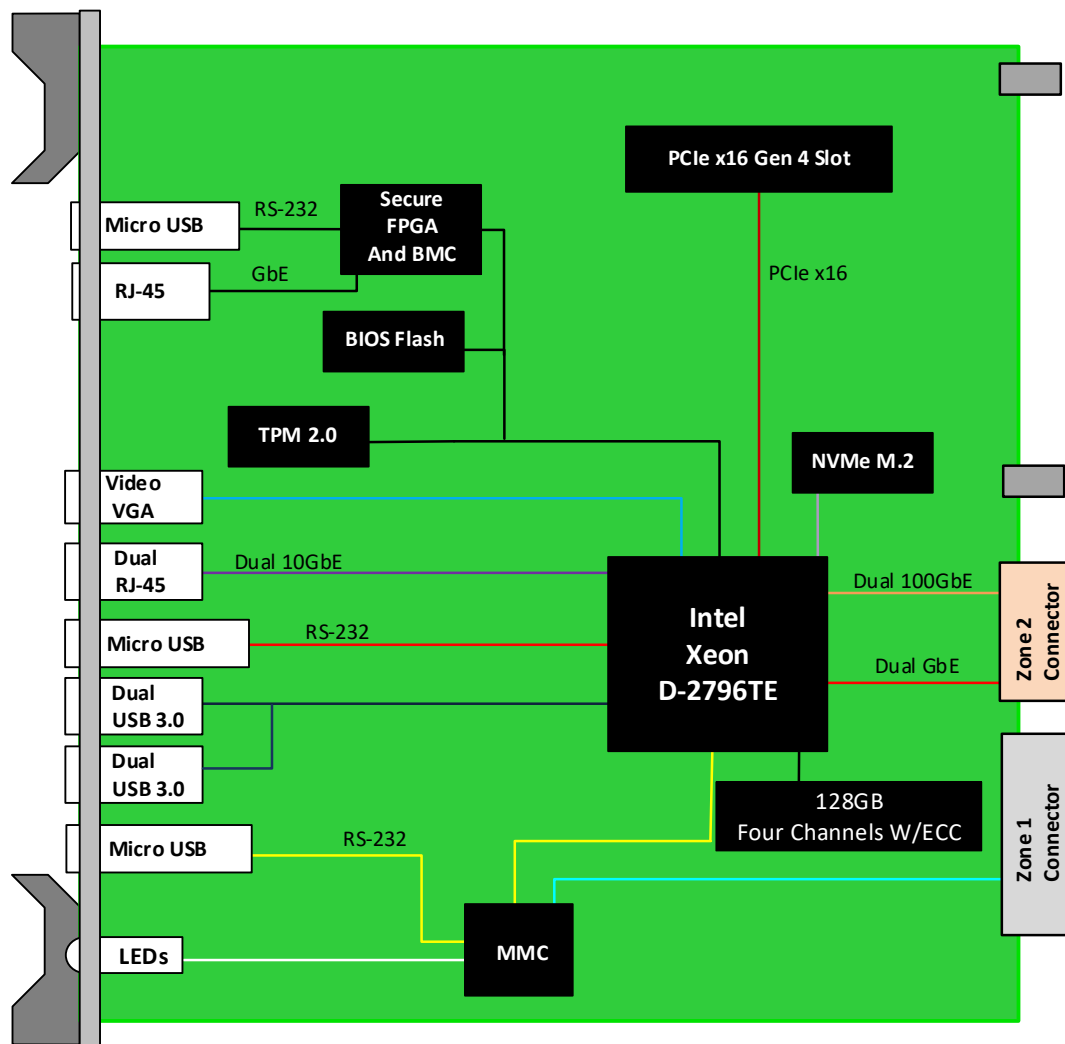 PCIe x16 Gen 4 Slot
PCIe x16
Secure
FPGA
And BMC
Micro USB
RS-232
RJ-45
GbE
BIOS Flash
TPM 2.0
NVMe M.2
Video
VGA
Dual
RJ-45
Dual 10GbE
Micro USB
RS-232
Dual
USB 3.0
Dual
USB 3.0
Intel
Xeon
D-2796TE
Dual 100GbE
Dual GbE
Zone 2
Connector
128GB
Four Channels W/ECC
Zone 1
Connector
Micro USB
RS-232
MMC
LEDs